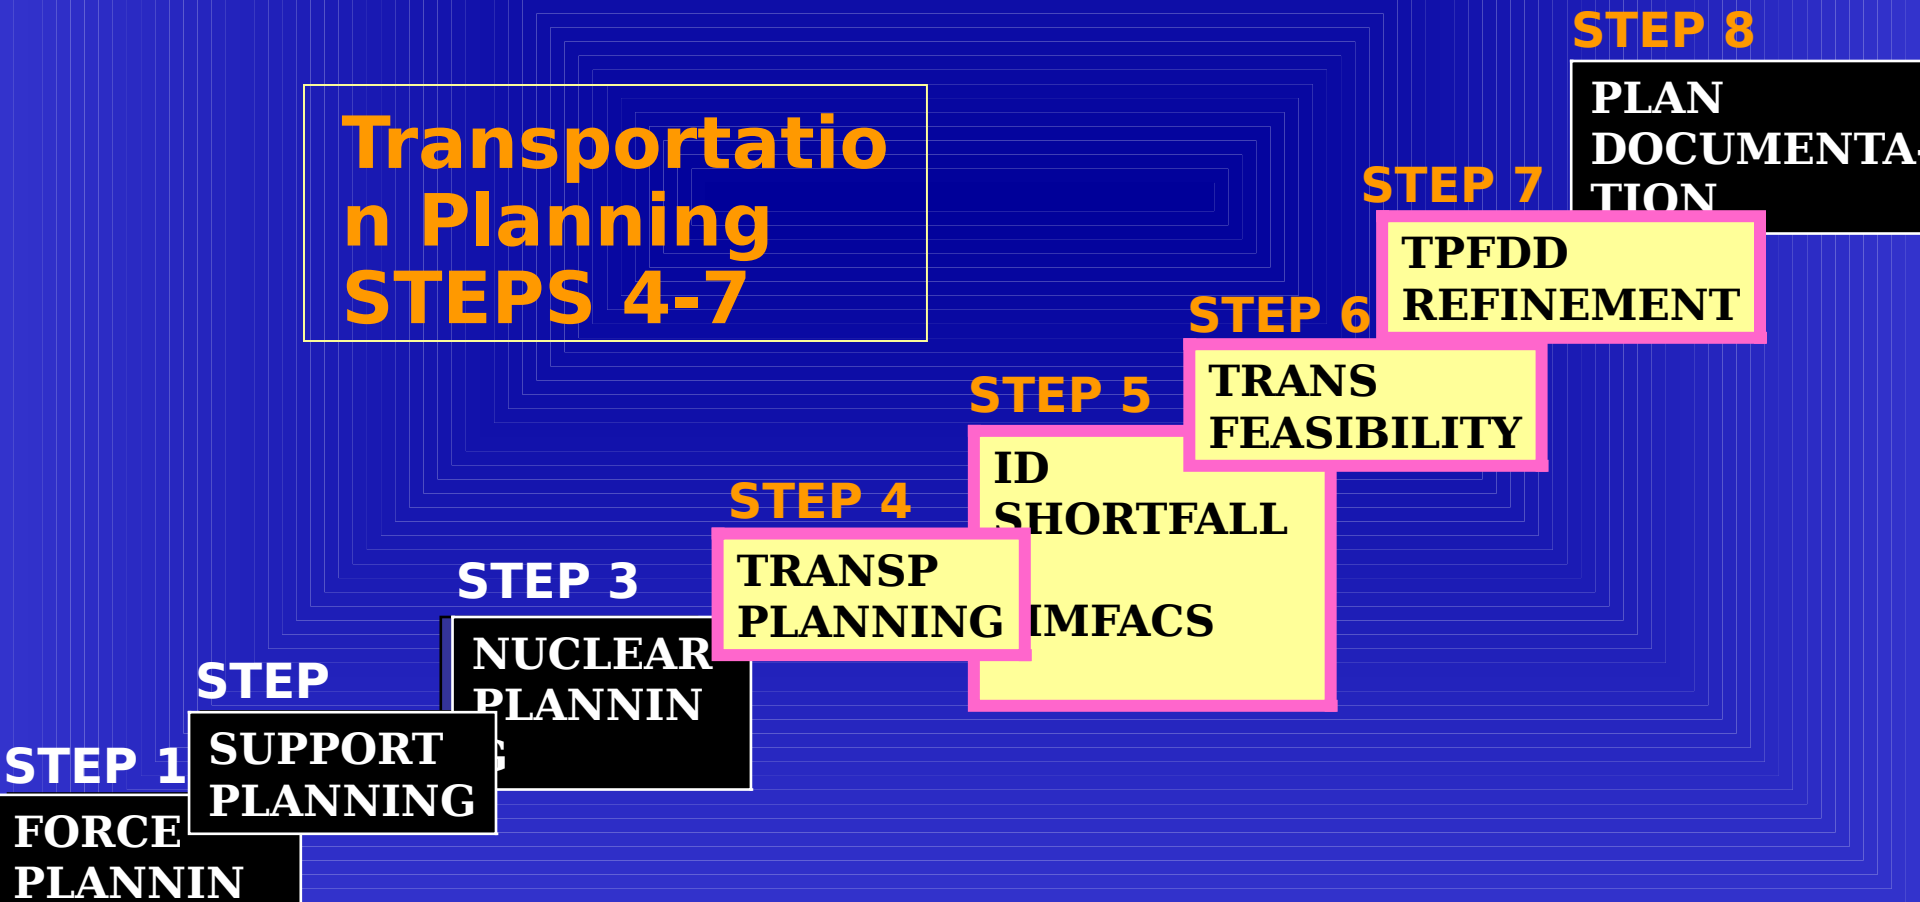 Transportatio
n Planning
STEPS 4-7
STEP 1
FORCE
PLANNIN
STEP
SUPPORT
PLANNING
STEP 3
NUCLEAR
PLANNIN
G
STEP 4
TRANSP
PLANNING
STEP 5
ID
SHORTFALL
IMFACS
STEP 6
TRANS
FEASIBILITY
STEP 7
TPFDD
REFINEMENT
STEP 8
PLAN
DOCUMENTA-
TION